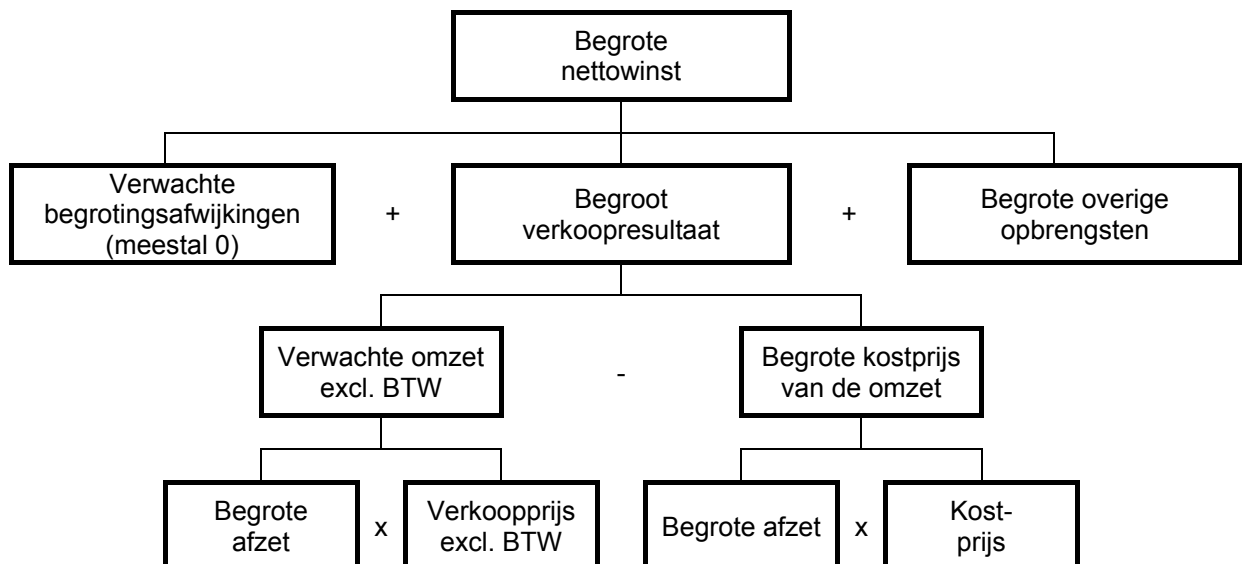 Begrote
nettowinst
Verwachte
begrotingsafwijkingen
(meestal 0)
+
Begroot
verkoopresultaat
+
Begrote overige
opbrengsten
Verwachte omzet
excl. BTW
-
Begrote kostprijs
van de omzet
Begrote
afzet
x
Verkoopprijs
excl. BTW
Begrote afzet
x
Kost-
prijs